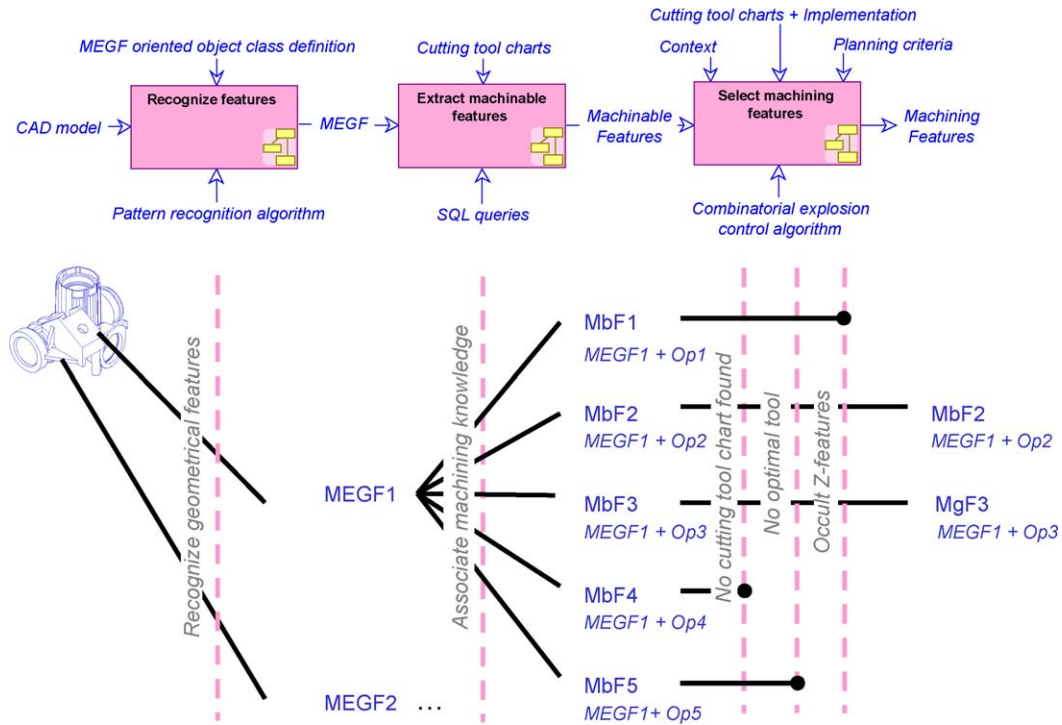 Cutting tool charts + Implementation
MEGF oriented object class definition
Cutting tool charts
Context
Planning criteria
Recognize features
Extract machinable
features
Select machining
features
CAD model
MEGF
Machinable
Features
Machining
Features
Pattern recognition algorithm
SQL queries
Combinatorial explosion
control algorithm
Recognize geometrical features
Associate machining knowledge
No cutting tool chart found
No optimal tool
Occult Z-features
MbF1
MEGF1 + Op1
MbF2
MEGF1 + Op2
MbF2
MEGF1 + Op2
MEGF1
MbF3
MEGF1 + Op3
MgF3
MEGF1 + Op3
MbF4
MEGF1 + Op4
MEGF2 ...
MbF5
MEGF1+ Op5